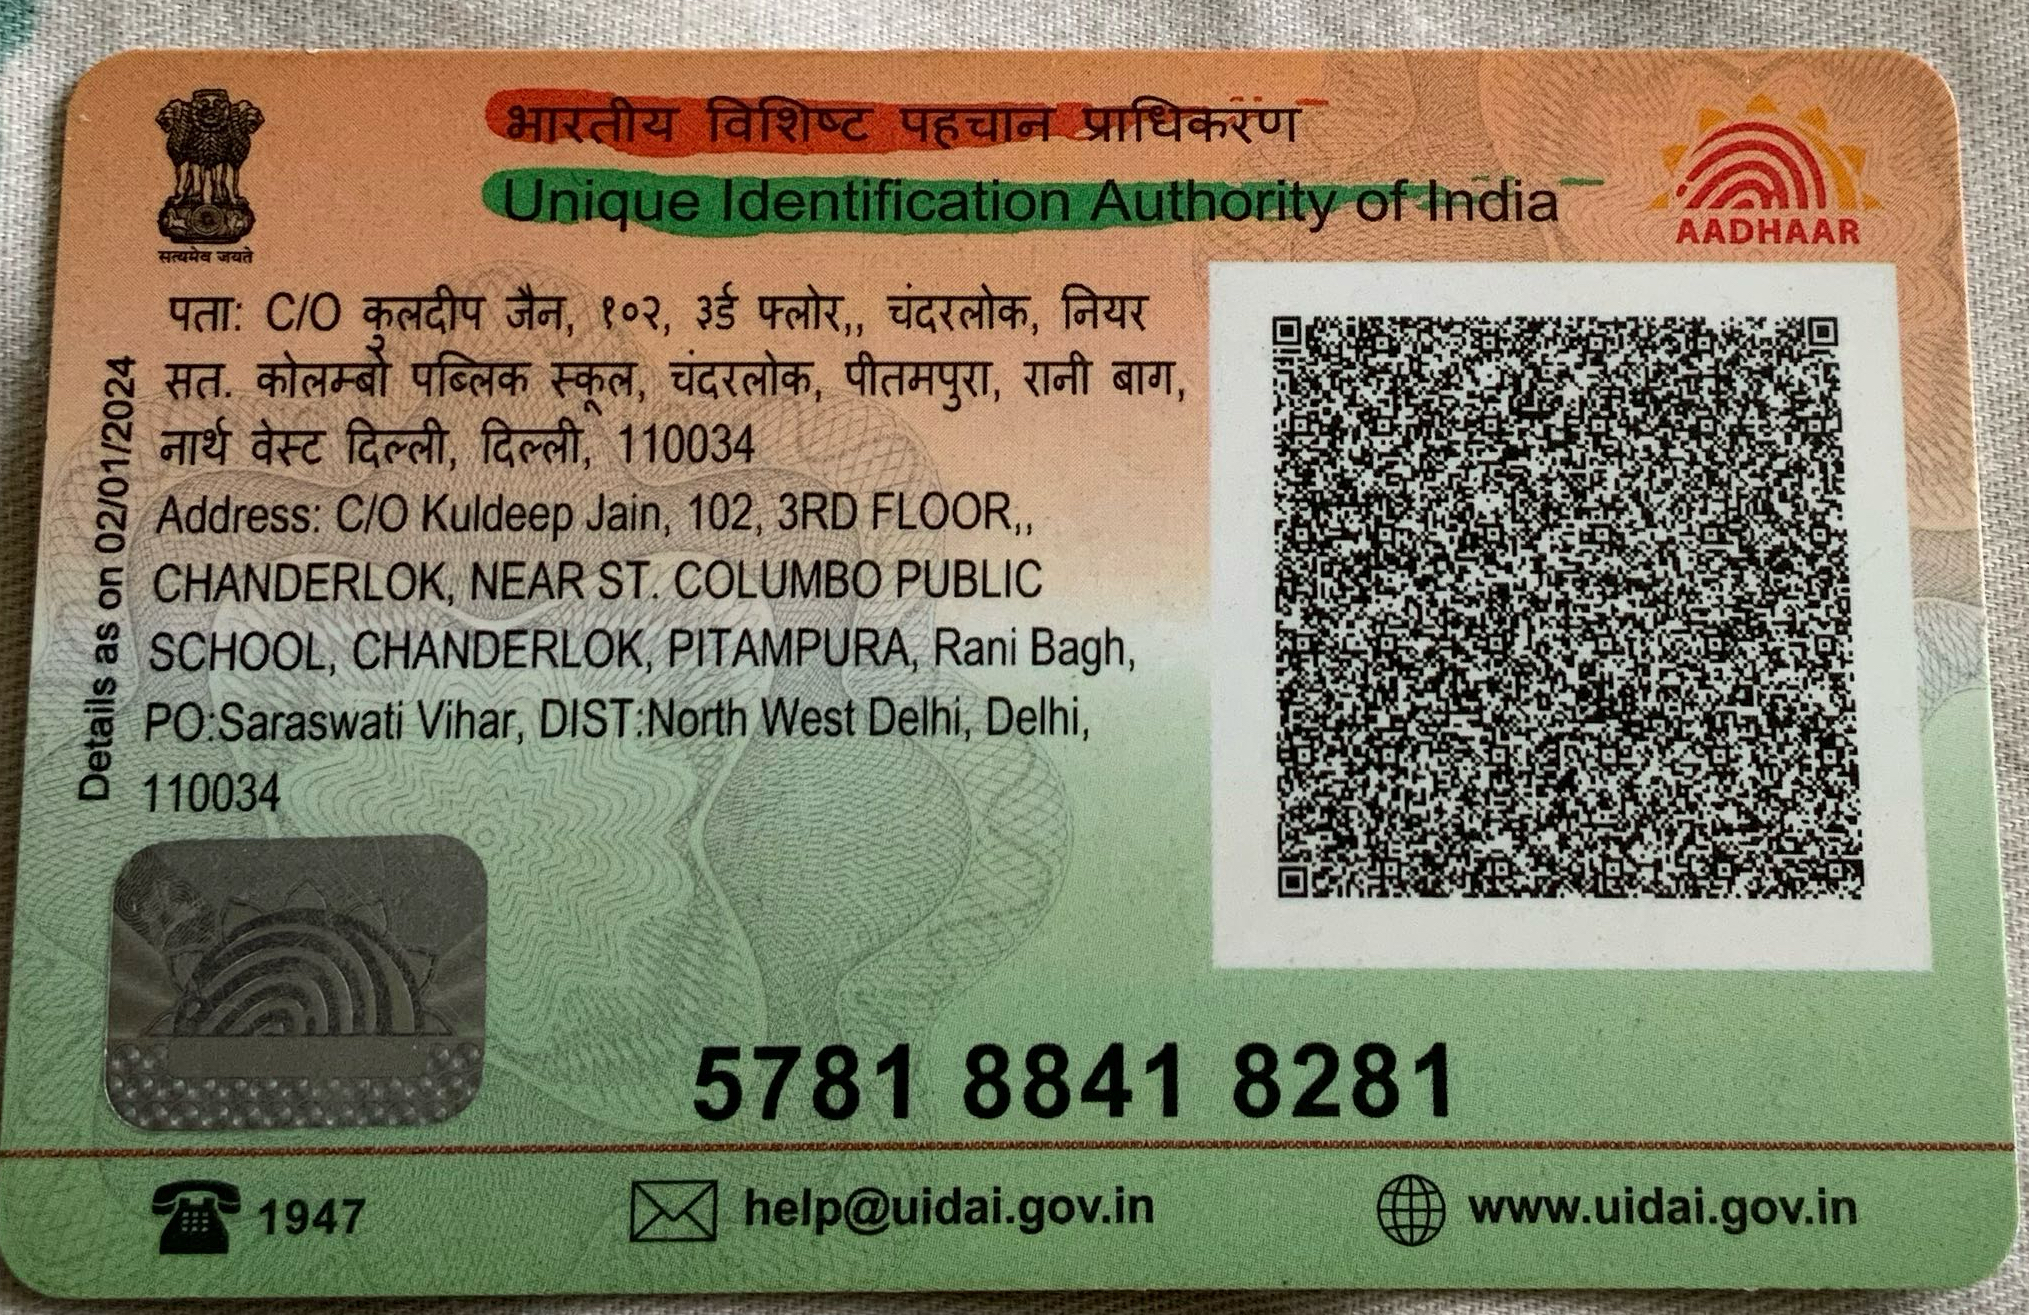 भारतीय विशिष्ट पहचान प्राधिकरण
Unique Identification Authority of India
AADHAAR
सत्यमेव जयते
पता: C/O कुलदीप जैन, १०२, ३र्ड फ्लोर,, चंदरलोक, नियर
सत. कोलम्बो पब्लिक स्कूल, चंदरलोक, पीतमपुरा, रानी बाग,
नार्थ वेस्ट दिल्ली, दिल्ली, 110034
Address: C/O Kuldeep Jain, 102, 3RD FLOOR,,
CHANDERLOK, NEAR ST. COLUMBO PUBLIC
SCHOOL, CHANDERLOK, PITAMPURA, Rani Bagh,
PO:Saraswati Vihar, DIST:North West Delhi, Delhi,
110034
Details as on 02/01/2024
5781 8841 8281
1947
help@uidai.gov.in
www.uidai.gov.in